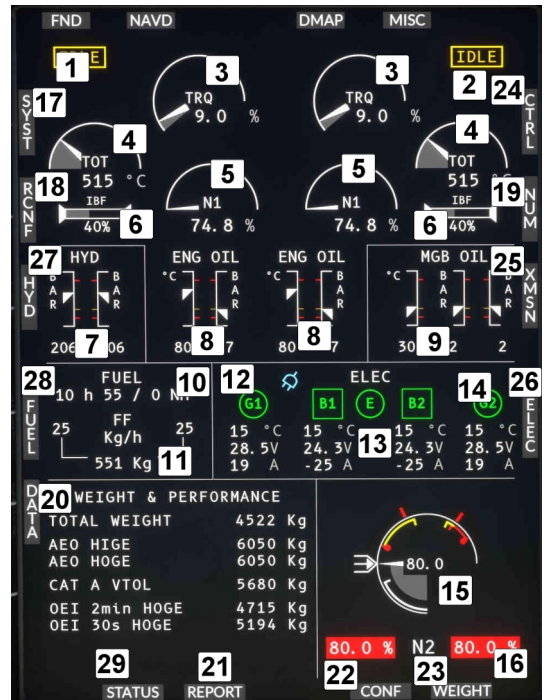 FND NAVD DMAP MISC
1 IDLE
2 24
3 3
17 SYST
CTRL
TRQ TRQ
9.0 % 9.0 %
4 4
TOT TOT
515 °C 515 °C
5 5
18 RCNF
19 NUM
IBF IBF
40% 40%
6 6
N1 N1
74.8 % 74.8 %
27 HYD ENG OIL ENG OIL MGB OIL 25
HYD XMSN
BAR BAR °C BAR °C BAR °C BAR BAR
7 8 8 9
28 FUEL 10 12 ELEC 14 26
FUEL ELEC
10 h 55 / 0
G1 B1 E B2 G2
FF
Kg/h
25 25
551 Kg 11
15 °C 15 °C 13 15 °C 15 °C
28.5V 24.3V 24.3V 28.5V
19 A -25 A -25 A 19 A
DATA
20 WEIGHT & PERFORMANCE
TOTAL WEIGHT 4522 Kg
AEO HIGE 6050 Kg
AEO HOGE 6050 Kg
CAT A VTOL 5680 Kg
OEI 2min HOGE 4715 Kg
OEI 30s HOGE 5194 Kg
80.0
15
80.0 % N2 80.0 %
29 21 22 23 16
STATUS REPORT CONF WEIGHT